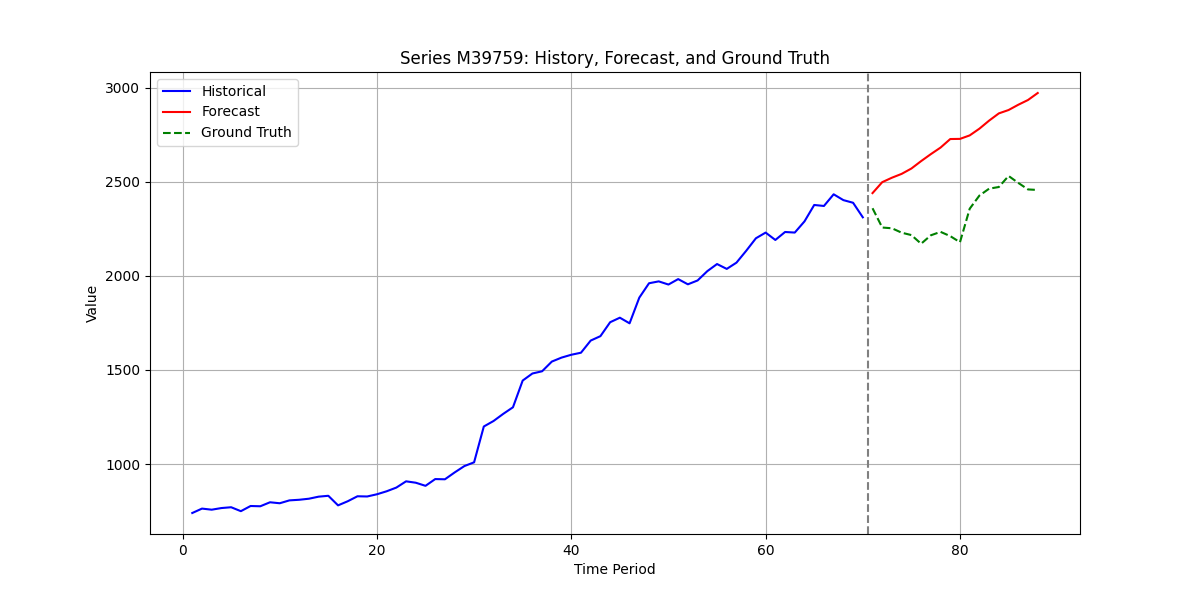 Series M39759: History, Forecast, and Ground Truth
Historical
Forecast
Ground Truth
3000
2500
2000
1500
1000
Value
0 20 40 60 80
Time Period